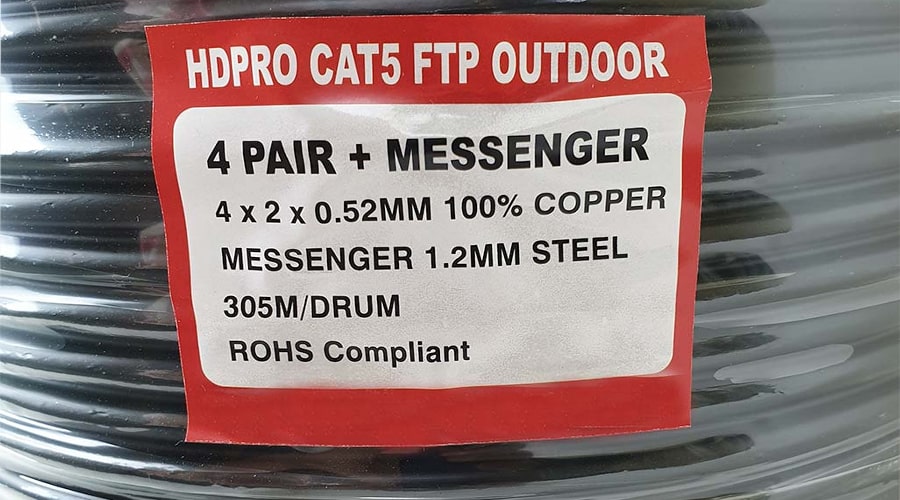 HDPRO CAT5 FTP OUTDOOR
4 PAIR + MESSENGER
4 x 2 x 0.52MM 100% COPPER
MESSENGER 1.2MM STEEL
305M/DRUM
ROHS Compliant